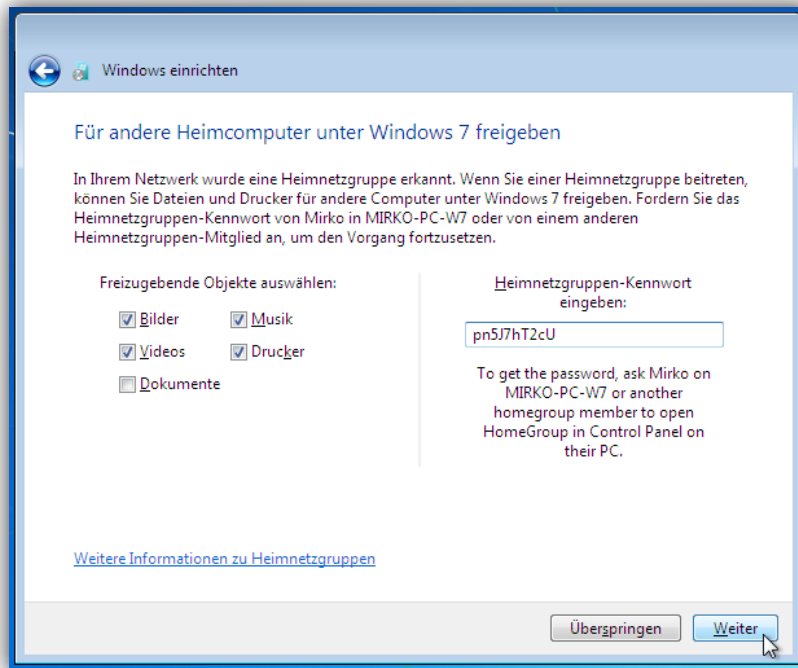 Windows einrichten
Für andere Heimcomputer unter Windows 7 freigeben
In Ihrem Netzwerk wurde eine Heimnetzgruppe erkannt. Wenn Sie einer Heimnetzgruppe beitreten,
können Sie Dateien und Drucker für andere Computer unter Windows 7 freigeben. Fordern Sie das
Heimnetzgruppen-Kennwort von Mirko in MIRKO-PC-W7 oder von einem anderen
Heimnetzgruppen-Mitglied an, um den Vorgang fortzusetzen.
Freizugebende Objekte auswählen:
Bilder Musik
Videos Drucker
Dokumente
Heimnetzgruppen-Kennwort
eingeben:
pn5J7hT2cU
To get the password, ask Mirko on
MIRKO-PC-W7 or another
homegroup member to open
HomeGroup in Control Panel on
their PC.
Weitere Informationen zu Heimnetzgruppen
Überspringen Weiter